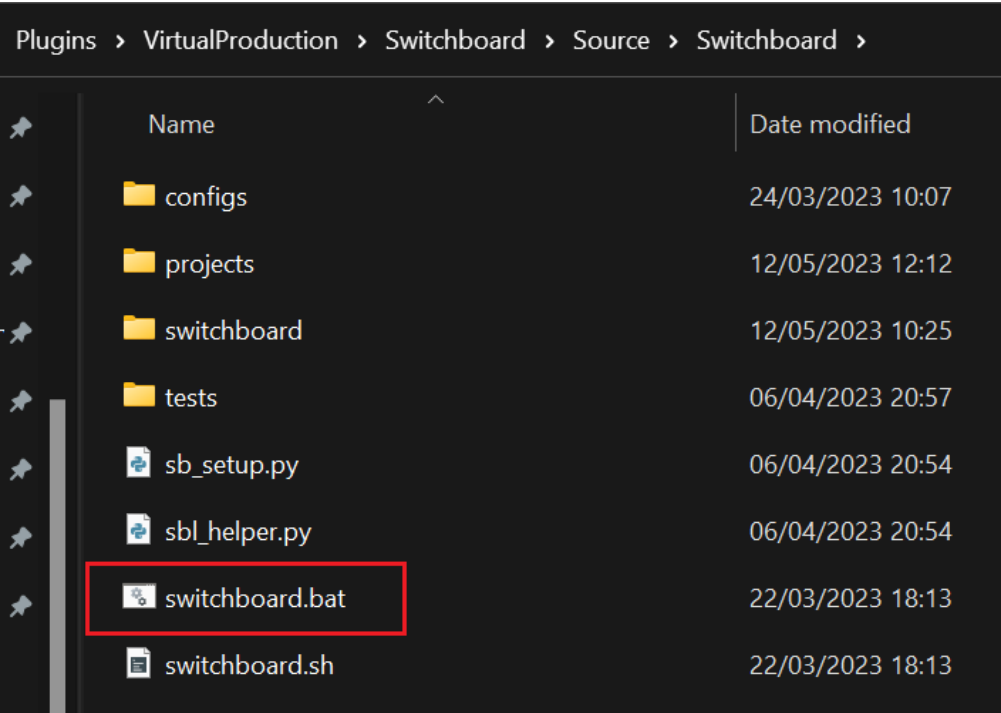 Plugins > VirtualProduction > Switchboard > Source > Switchboard >
Name Date modified
configs 24/03/2023 10:07
projects 12/05/2023 12:12
switchboard 12/05/2023 10:25
tests 06/04/2023 20:57
sb_setup.py 06/04/2023 20:54
sbl_helper.py 06/04/2023 20:54
switchboard.bat 22/03/2023 18:13
switchboard.sh 22/03/2023 18:13